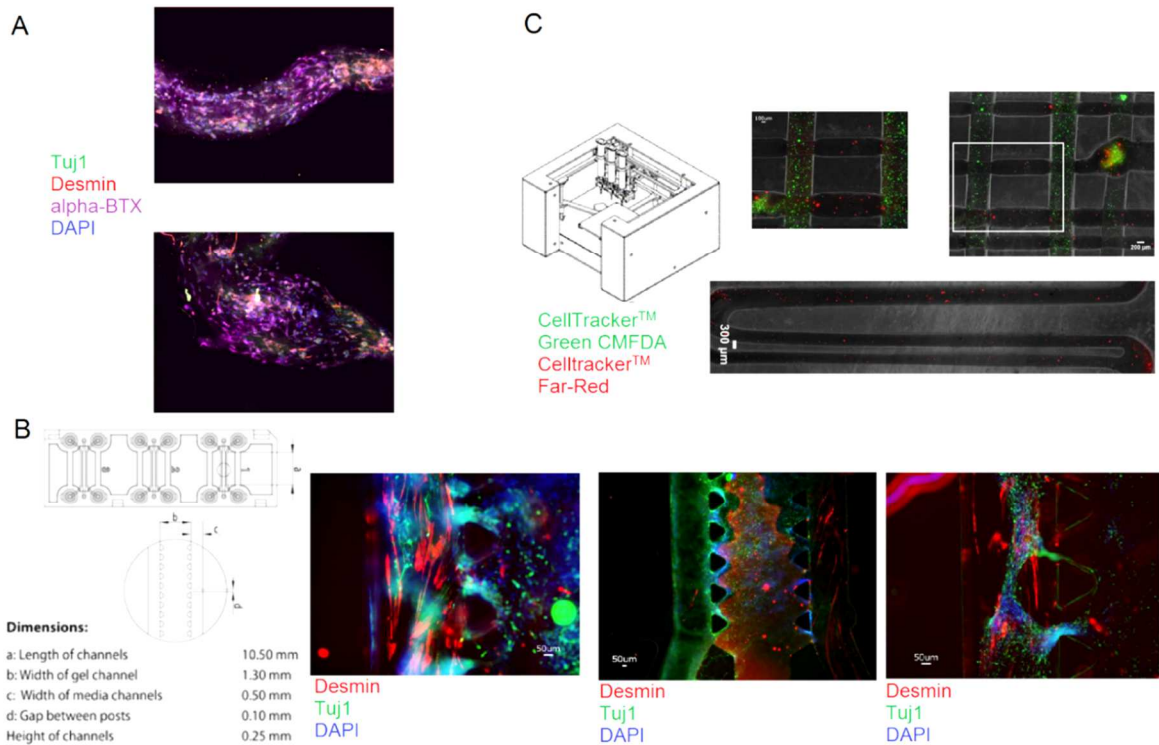 A
Tuj1
Desmin
alpha-BTX
DAPI
C
100 µm
200 µm
CellTracker™
Green CMFDA
Celltracker™
Far-Red
300 µm
B
a
b
c
d
Dimensions:
a: Length of channels 10.50 mm
b: Width of gel channel 1.30 mm
c: Width of media channels 0.50 mm
d: Gap between posts 0.10 mm
Height of channels 0.25 mm
50µm
Desmin
Tuj1
DAPI
50µm
Desmin
Tuj1
DAPI
50µm
Desmin
Tuj1
DAPI